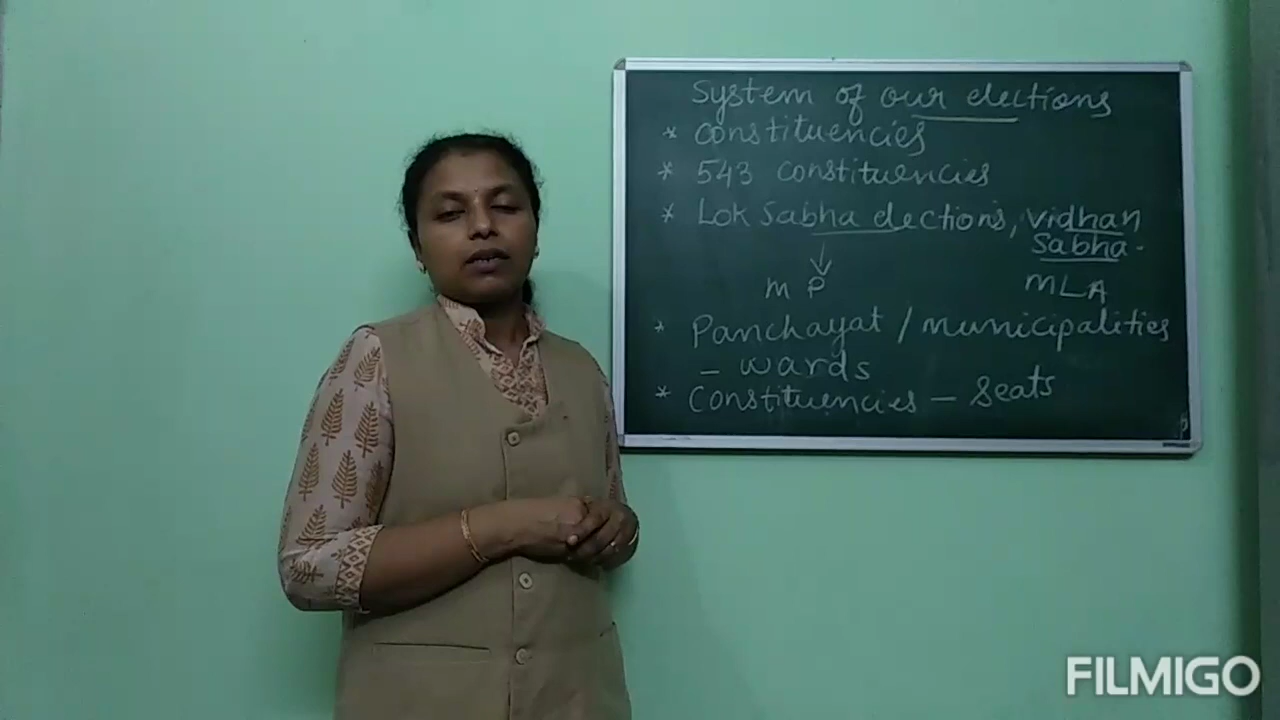 System of our elections
* constituencies
* 543 constituencies
* Lok Sabha elections, vidhan
Sabha.
MP
MLA
* Panchayat / municipalities
- wards
* Constituencies - Seats
FILMIGO